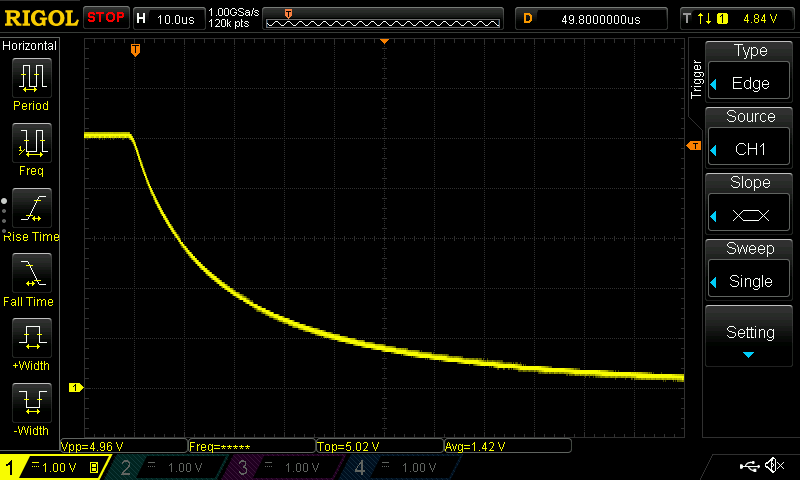 RIGOL STOP H 10.0us 1.00GSa/s D 49.8000000us T 1 4.84 V
120k pts
Horizontal
T
Period
Freq
Rise Time
Fall Time
+Width
-Width
1
Vpp=4.96 V Freq=***** Top=5.02 V Avg=1.42 V
1 1.00 V B 2 1.00 V 3 1.00 V 4 1.00 V
Trigger
T
Type
Edge
Source
CH1
Slope
Sweep
Single
Setting